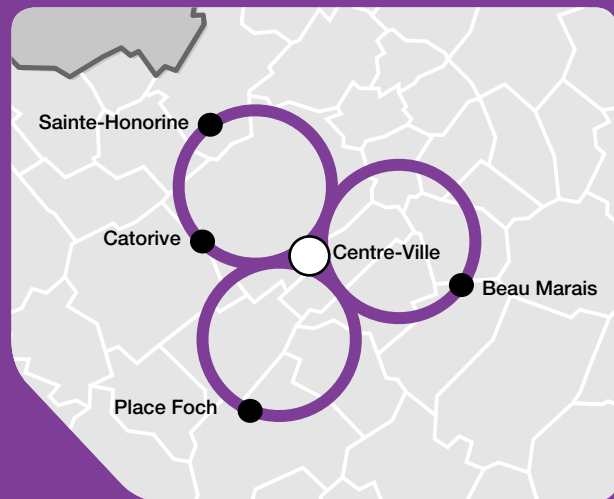 Sainte-Honorine
Catorive
Centre-Ville
Beau Marais
Place Foch